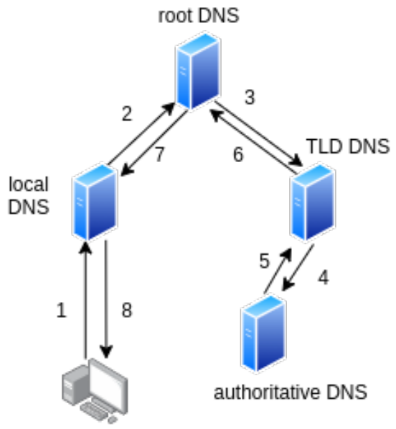 root DNS
2
3
7
6
TLD DNS
local
DNS
5
4
1
8
authoritative DNS